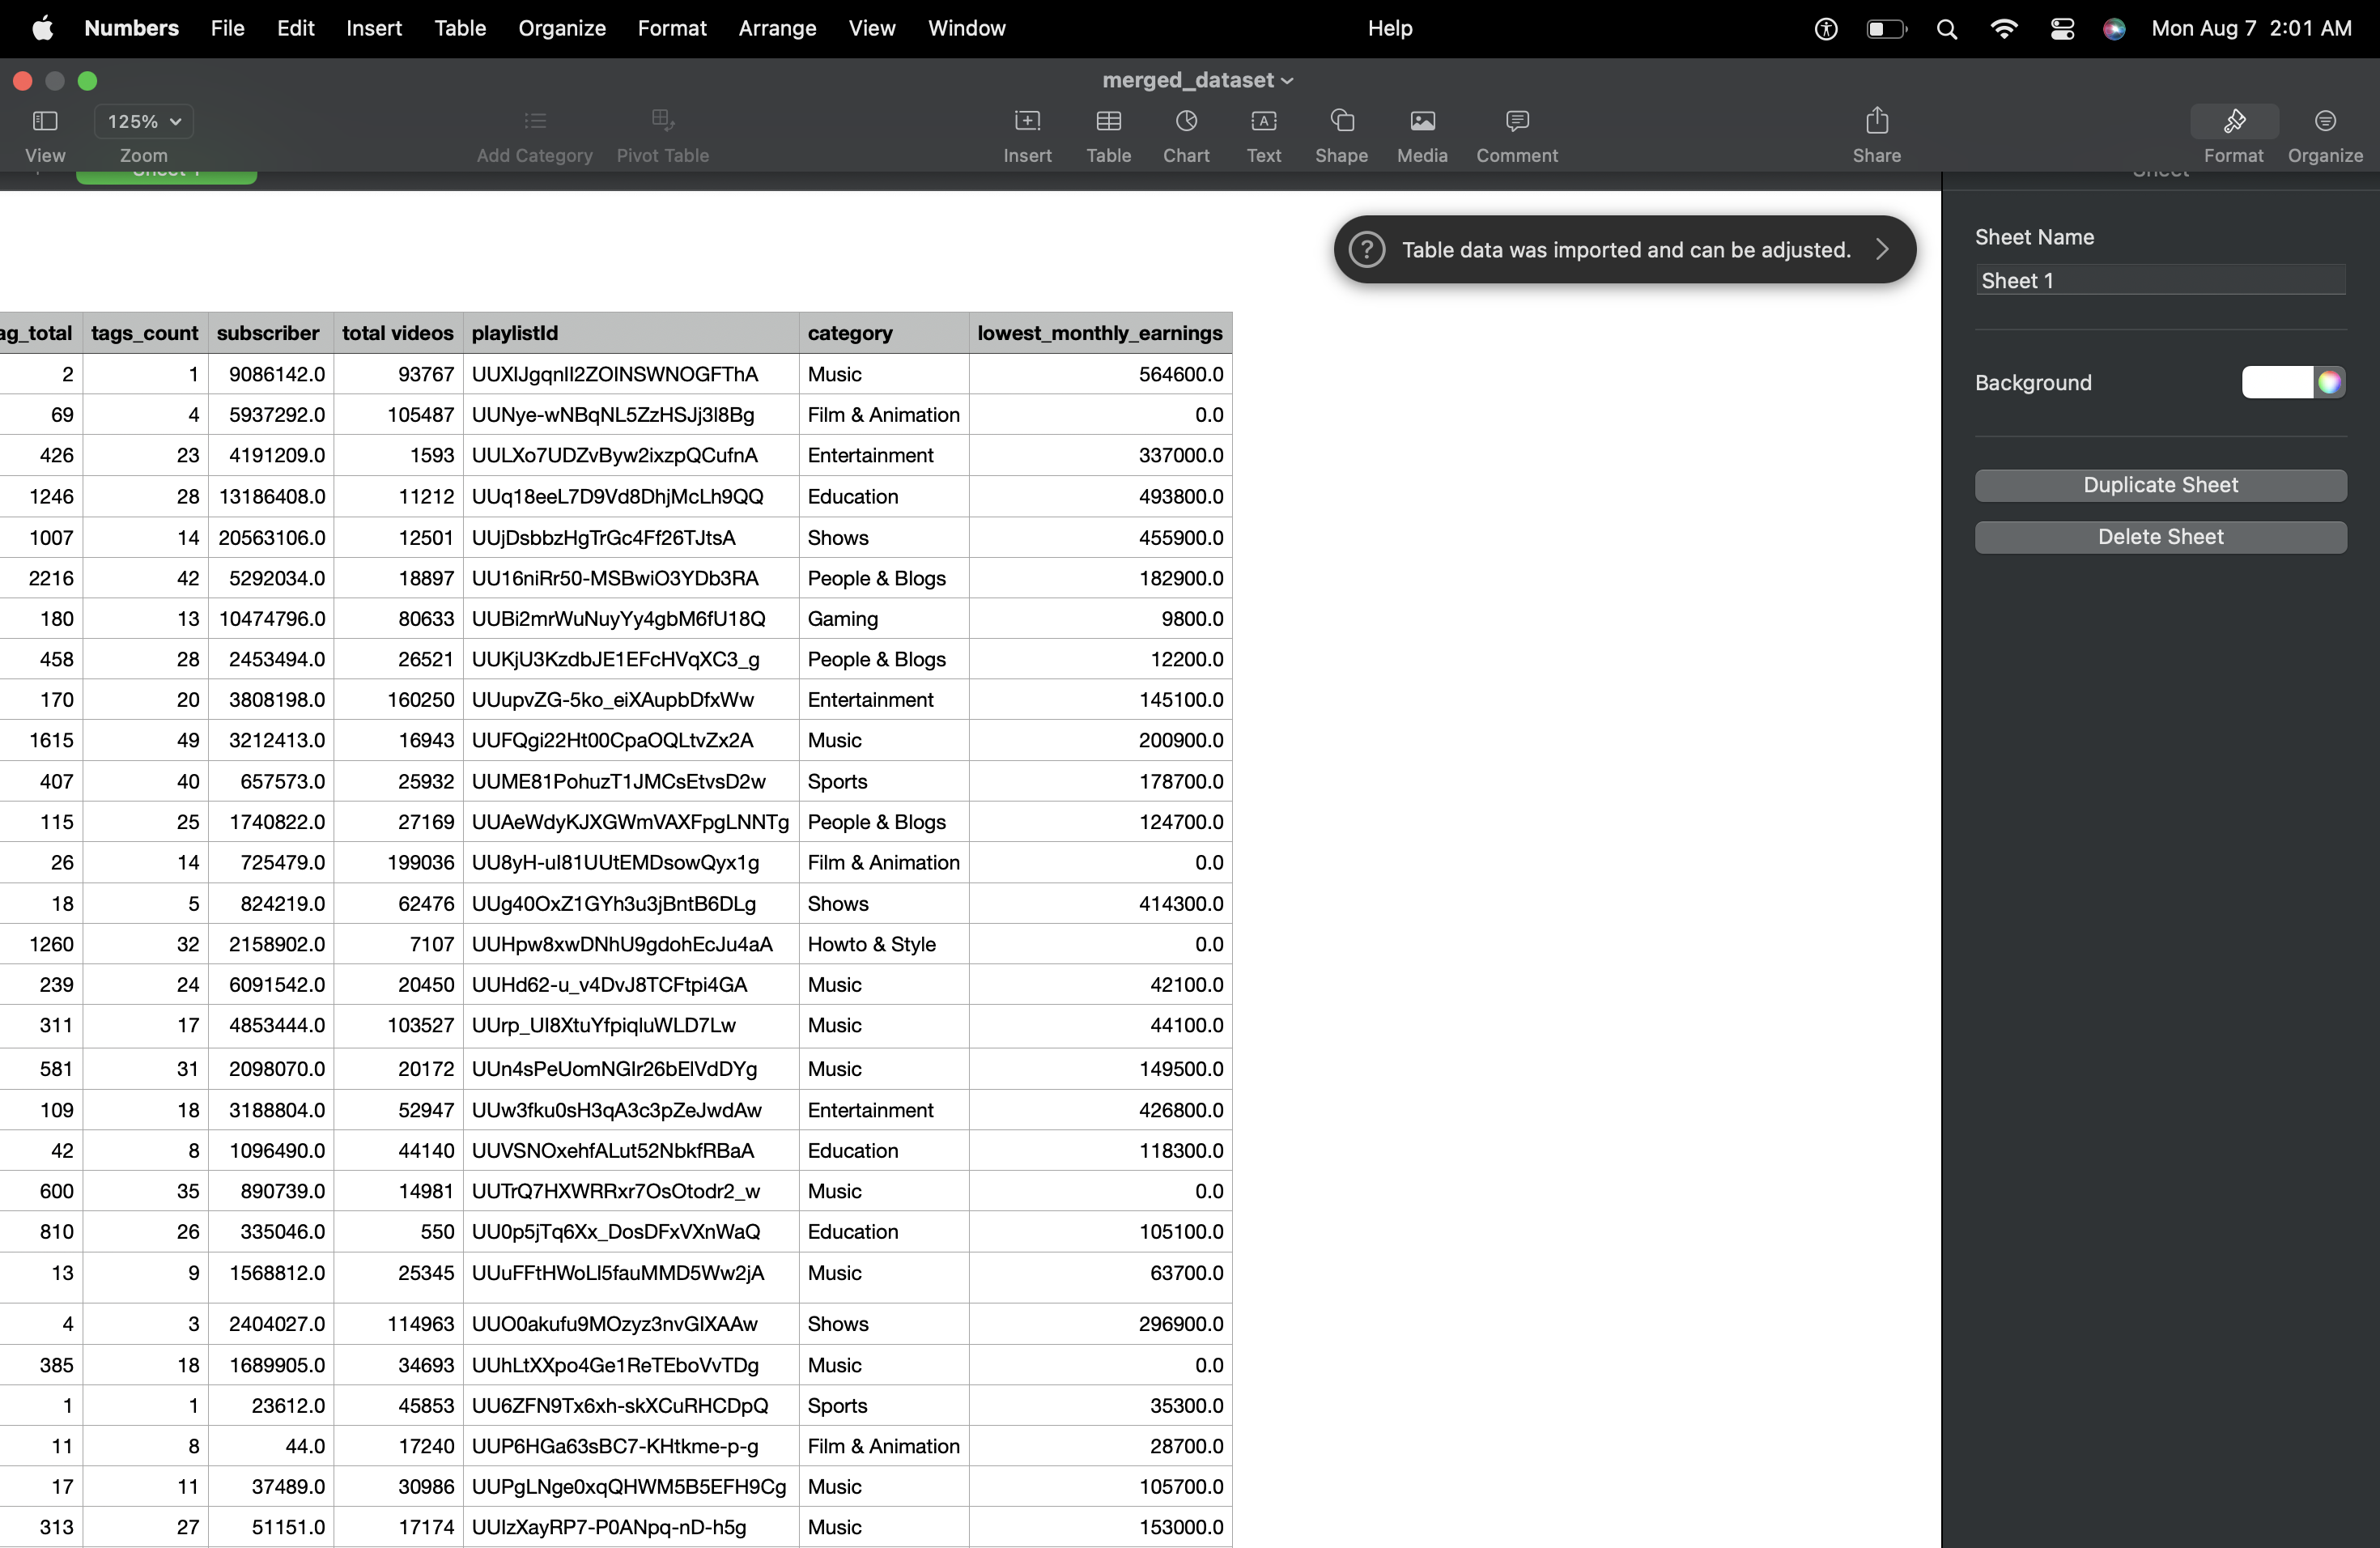 Numbers File Edit Insert Table Organize Format Arrange View Window Help Mon Aug 7 2:01 AM
merged_dataset
125%
View Zoom Add Category Pivot Table Insert Table Chart Text Shape Media Comment Share Format Organize
Sheet 1 Sheet
Table data was imported and can be adjusted.
Sheet Name
Sheet 1
Background
Duplicate Sheet
Delete Sheet
ag_total tags_count subscriber total videos playlistId category lowest_monthly_earnings
2 1 9086142.0 93767 UUXIJgqnII2ZOINSWNOGFThA Music 564600.0
69 4 5937292.0 105487 UUNye-wNBqNL5ZzHSJj3l8Bg Film & Animation 0.0
426 23 4191209.0 1593 UULXo7UDZvByw2ixzpQCufnA Entertainment 337000.0
1246 28 13186408.0 11212 UUq18eeL7D9Vd8DhjMcLh9QQ Education 493800.0
1007 14 20563106.0 12501 UUjDsbbzHgTrGc4Ff26TJtsA Shows 455900.0
2216 42 5292034.0 18897 UU16niRr50-MSBwiO3YDb3RA People & Blogs 182900.0
180 13 10474796.0 80633 UUBi2mrWuNuyYy4gbM6fU18Q Gaming 9800.0
458 28 2453494.0 26521 UUKjU3KzdbJE1EFcHVqXC3_g People & Blogs 12200.0
170 20 3808198.0 160250 UUupvZG-5ko_eiXAupbDfxWw Entertainment 145100.0
1615 49 3212413.0 16943 UUFQgi22Ht00CpaOQLtvZx2A Music 200900.0
407 40 657573.0 25932 UUME81PohuzT1JMCsEtvsD2w Sports 178700.0
115 25 1740822.0 27169 UUAeWdyKJXGWmVAXFpgLNNTg People & Blogs 124700.0
26 14 725479.0 199036 UU8yH-uI81UUtEMDsowQyx1g Film & Animation 0.0
18 5 824219.0 62476 UUg40OxZ1GYh3u3jBntB6DLg Shows 414300.0
1260 32 2158902.0 7107 UUHpw8xwDNhU9gdohEcJu4aA Howto & Style 0.0
239 24 6091542.0 20450 UUHd62-u_v4DvJ8TCFtpi4GA Music 42100.0
311 17 4853444.0 103527 UUrp_UI8XtuYfpiqluWLD7Lw Music 44100.0
581 31 2098070.0 20172 UUn4sPeUomNGIr26bElVdDYg Music 149500.0
109 18 3188804.0 52947 UUw3fku0sH3qA3c3pZeJwdAw Entertainment 426800.0
42 8 1096490.0 44140 UUVSNOxehfALut52NbkfRBaA Education 118300.0
600 35 890739.0 14981 UUTrQ7HXWRRxr7OsOtodr2_w Music 0.0
810 26 335046.0 550 UU0p5jTq6Xx_DosDFxVXnWaQ Education 105100.0
13 9 1568812.0 25345 UUuFFtHWoLI5fauMMD5Ww2jA Music 63700.0
4 3 2404027.0 114963 UUO0akufu9MOzyz3nvGIXAAw Shows 296900.0
385 18 1689905.0 34693 UUhLtXXpo4Ge1ReTEboVvTDg Music 0.0
1 1 23612.0 45853 UU6ZFN9Tx6xh-skXCuRHCDpQ Sports 35300.0
11 8 44.0 17240 UUP6HGa63sBC7-KHtkme-p-g Film & Animation 28700.0
17 11 37489.0 30986 UUPgLNge0xqQHWM5B5EFH9Cg Music 105700.0
313 27 51151.0 17174 UUIzXayRP7-P0ANpq-nD-h5g Music 153000.0